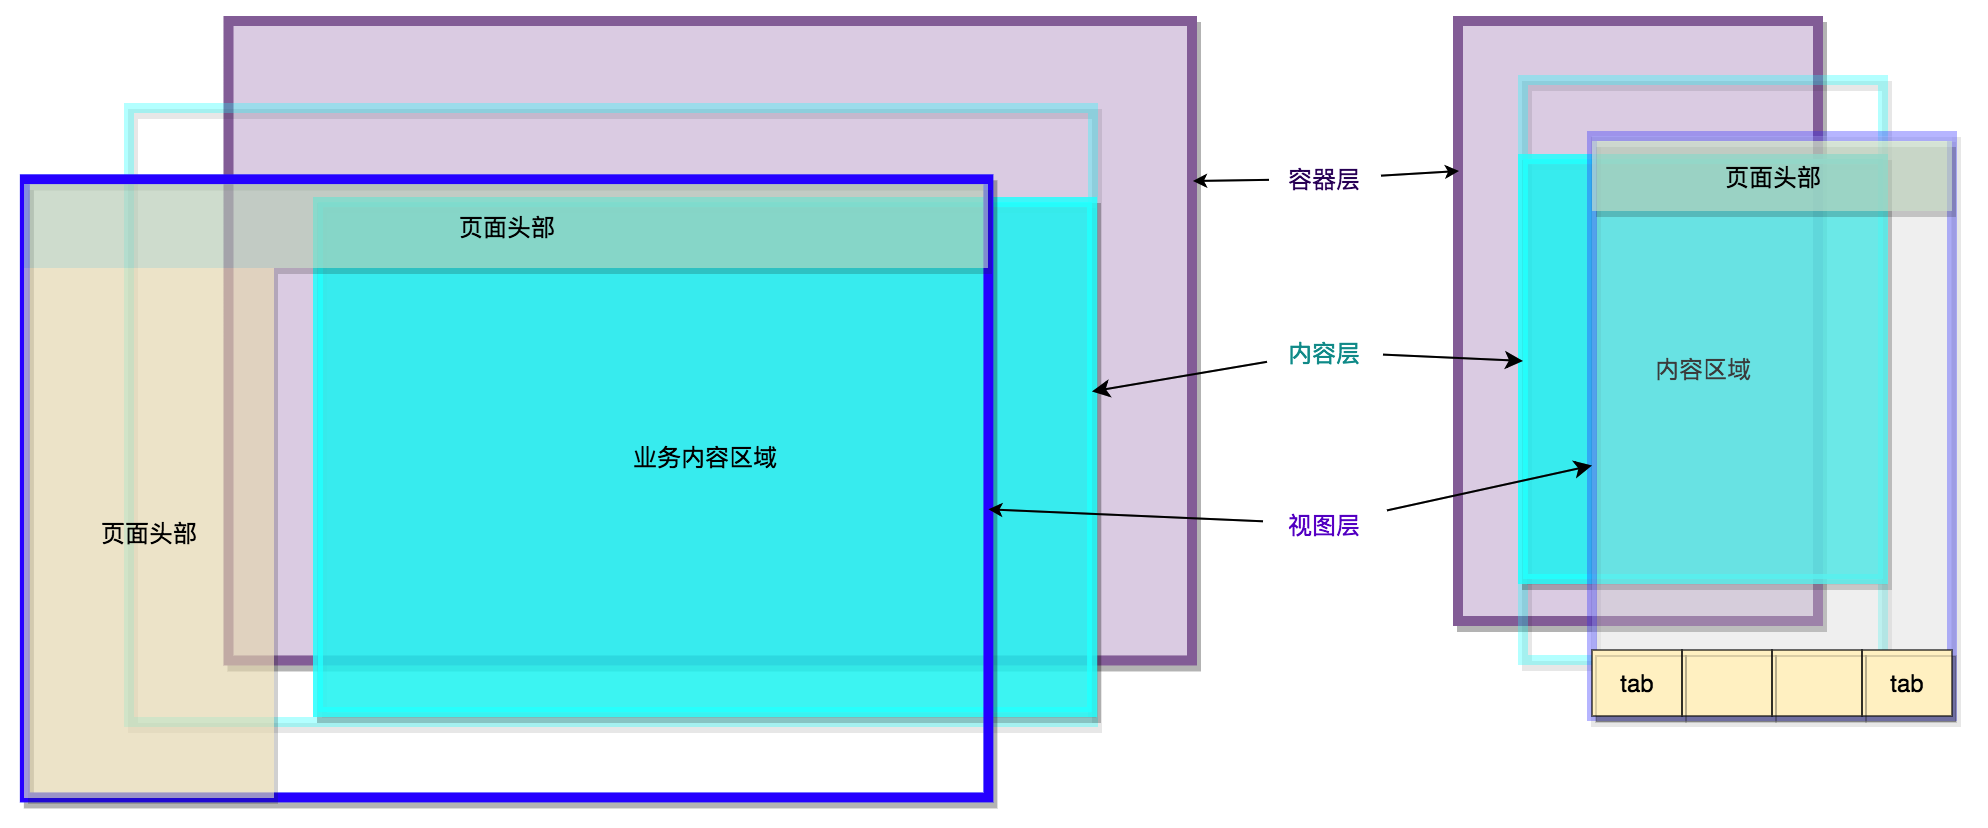 页面头部
页面头部
业务内容区域
容器层
内容层
视图层
页面头部
内容区域
tab
tab